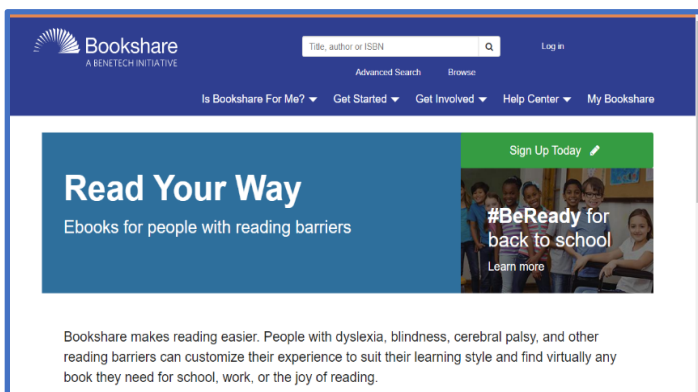 Bookshare
A BENETECH INITIATIVE
Title, author or ISBN
Log in
Advanced Search Browse
Is Bookshare For Me? Get Started Get Involved Help Center My Bookshare
Read Your Way
Ebooks for people with reading barriers
Sign Up Today
#BeReady for
back to school
Learn more
Bookshare makes reading easier. People with dyslexia, blindness, cerebral palsy, and other
reading barriers can customize their experience to suit their learning style and find virtually any
book they need for school, work, or the joy of reading.